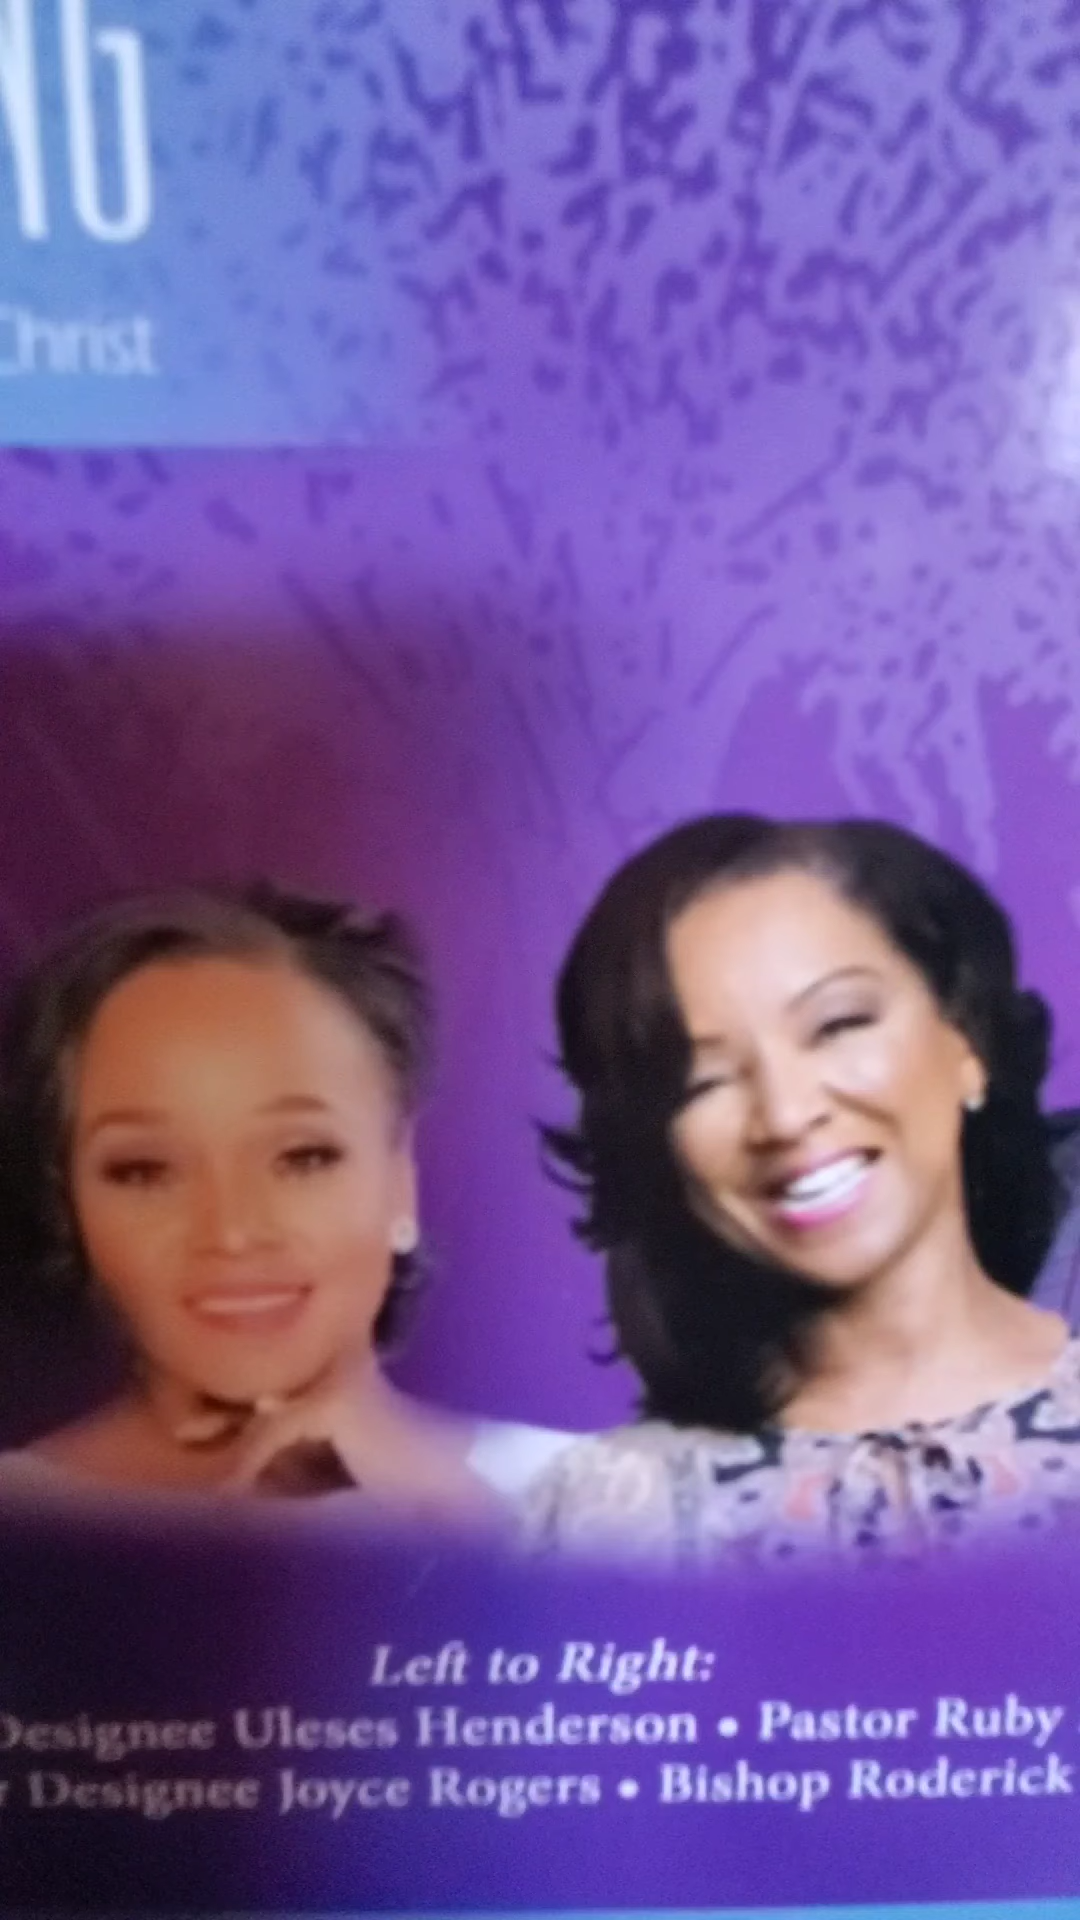 NG
Christ
Left to Right:
Designee Uleses Henderson • Pastor Ruby
r Designee Joyce Rogers • Bishop Roderick